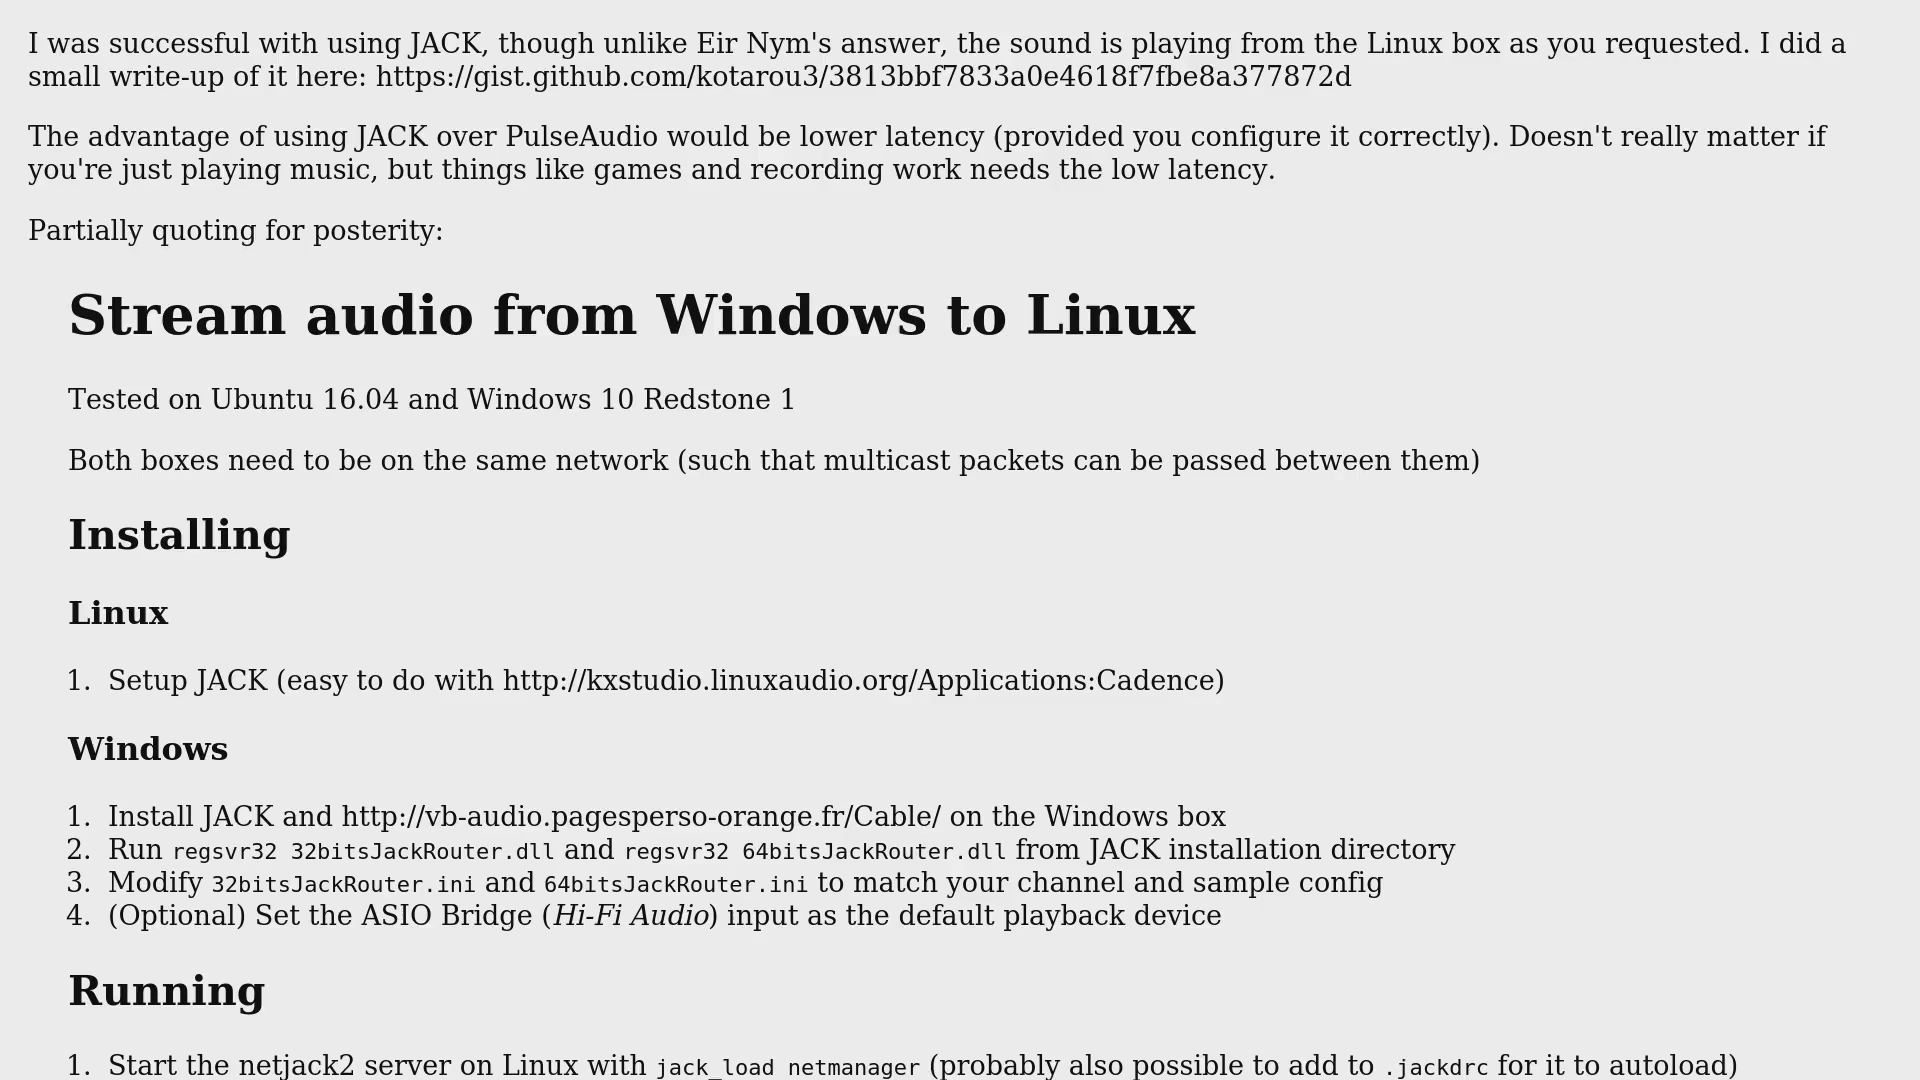 I was successful with using JACK, though unlike Eir Nym's answer, the sound is playing from the Linux box as you requested. I did a
small write-up of it here: https://gist.github.com/kotarou3/3813bbf7833a0e4618f7fbe8a377872d
The advantage of using JACK over PulseAudio would be lower latency (provided you configure it correctly). Doesn't really matter if
you're just playing music, but things like games and recording work needs the low latency.
Partially quoting for posterity:
Stream audio from Windows to Linux
Tested on Ubuntu 16.04 and Windows 10 Redstone 1
Both boxes need to be on the same network (such that multicast packets can be passed between them)
Installing
Linux
1. Setup JACK (easy to do with http://kxstudio.linuxaudio.org/Applications:Cadence)
Windows
1. Install JACK and http://vb-audio.pagesperso-orange.fr/Cable/ on the Windows box
2. Run regsvr32 32bitsJackRouter.dll and regsvr32 64bitsJackRouter.dll from JACK installation directory
3. Modify 32bitsJackRouter.ini and 64bitsJackRouter.ini to match your channel and sample config
4. (Optional) Set the ASIO Bridge (Hi-Fi Audio) input as the default playback device
Running
1. Start the netjack2 server on Linux with jack_load netmanager (probably also possible to add to .jackdrc for it to autoload)